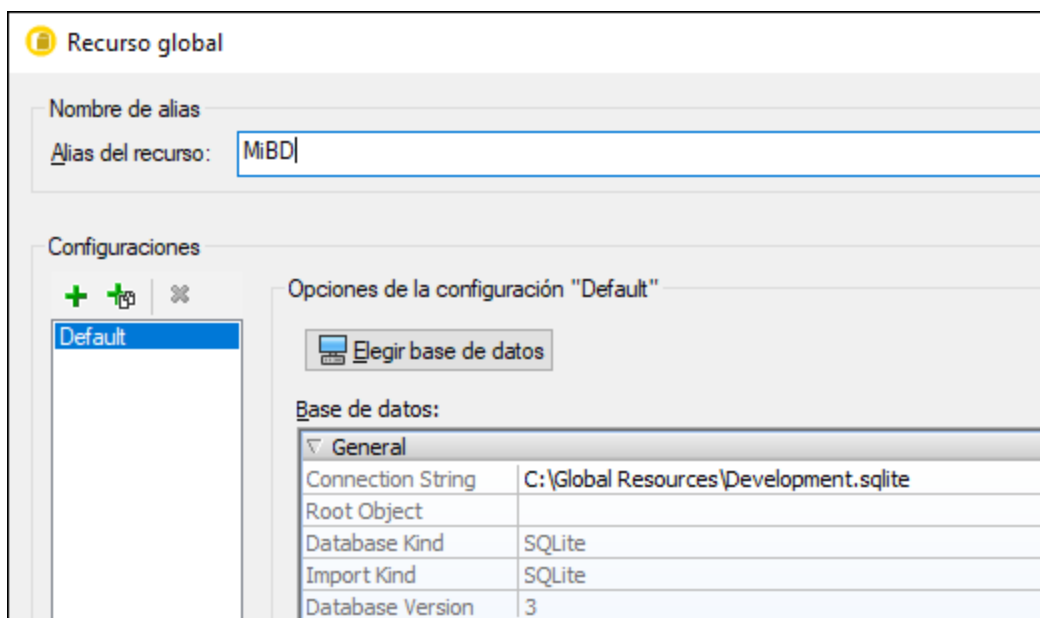 Recurso global
Nombre de alias
Alias del recurso: MiBD
Configuraciones
Opciones de la configuración "Default"
Default
Elegir base de datos
Base de datos:
General
Connection String C:\Global Resources\Development.sqlite
Root Object
Database Kind SQLite
Import Kind SQLite
Database Version 3